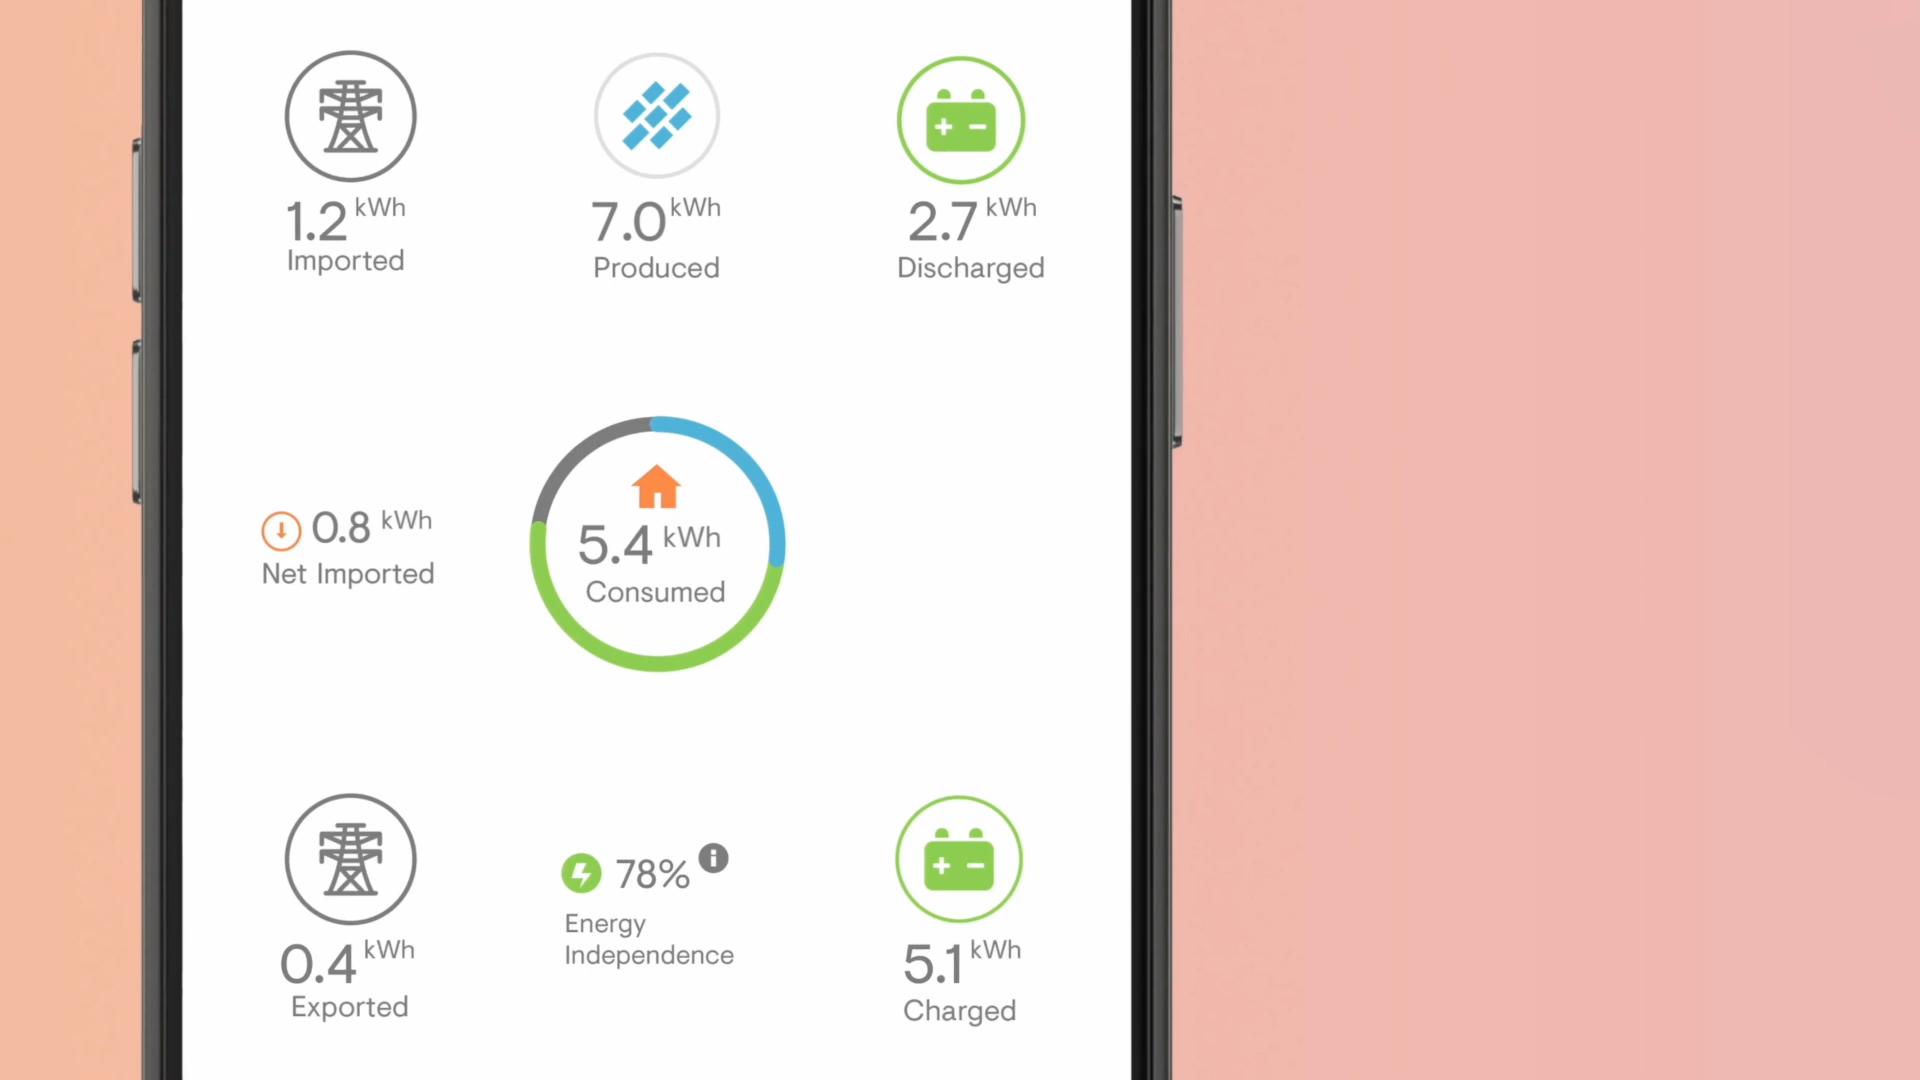 1.2 kWh
Imported
7.0 kWh
Produced
2.7 kWh
Discharged
0.8 kWh
Net Imported
5.4 kWh
Consumed
0.4 kWh
Exported
78%
Energy
Independence
5.1 kWh
Charged